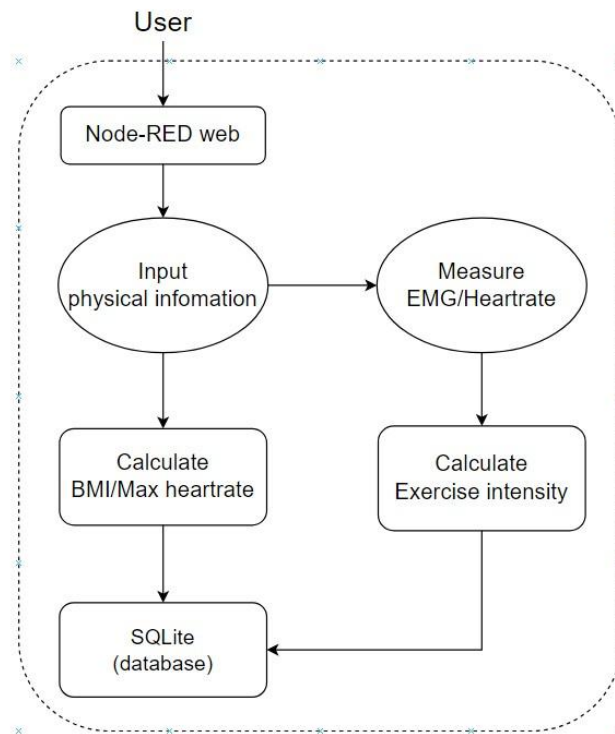 User
Node-RED web
Input
physical infomation
Measure
EMG/Heartrate
Calculate
BMI/Max heartrate
Calculate
Exercise intensity
SQLite
(database)